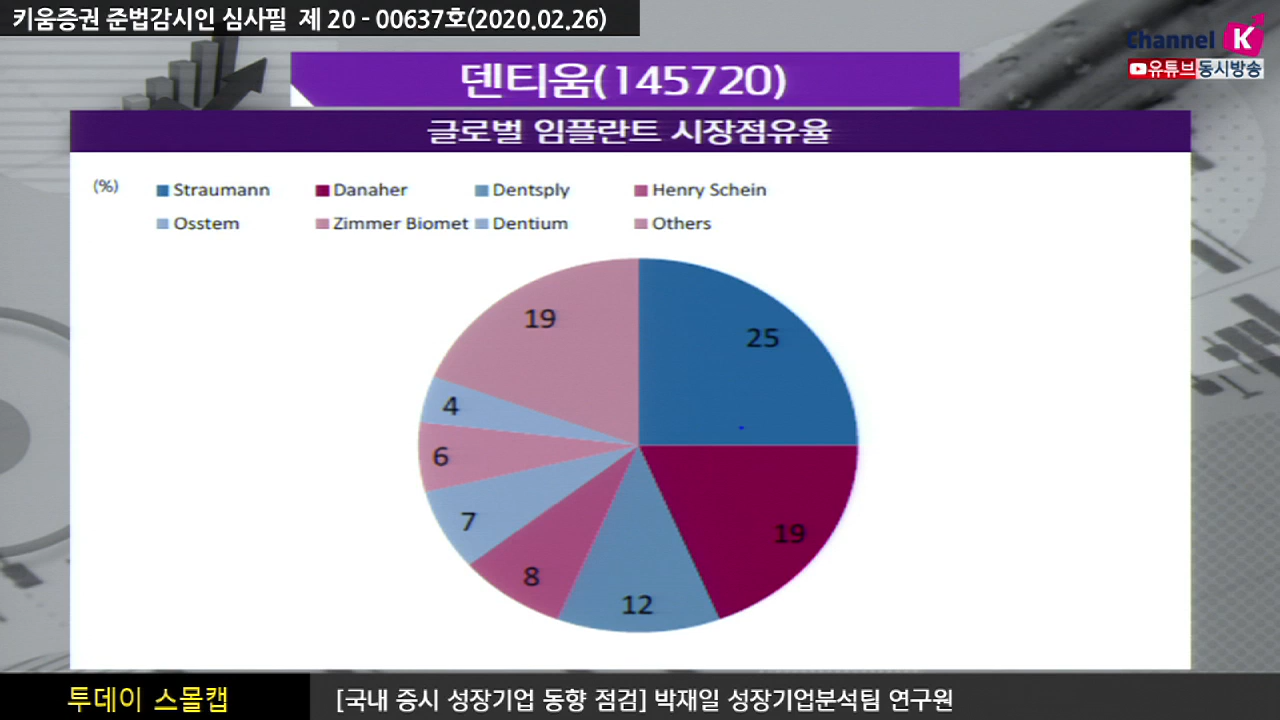 키움증권 준법감시인 심사필 제 20 - 00637호(2020.02.26)
Channel K
유튜브동시방송
덴티움(145720)
글로벌 임플란트 시장점유율
(%)
Straumann Danaher Dentsply Henry Schein
Osstem Zimmer Biomet Dentium Others
19
25
4
6
7
19
8
12
투데이 스몰캡
[국내 증시 성장기업 동향 점검] 박재일 성장기업분석팀 연구원